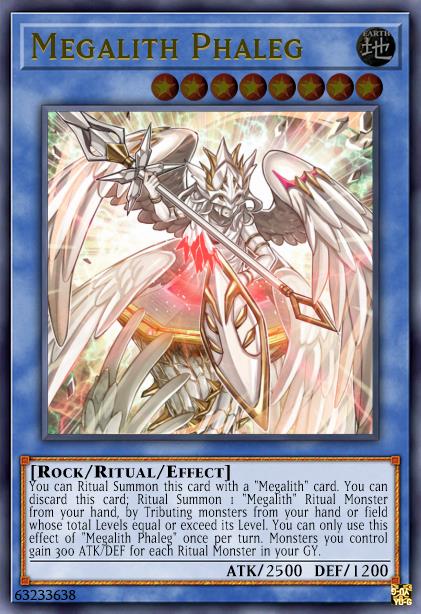 MEGALITH PHALEG
EARTH
地
[ROCK/RITUAL/EFFECT]
You can Ritual Summon this card with a "Megalith" card. You can
discard this card; Ritual Summon 1 "Megalith" Ritual Monster
from your hand, by Tributing monsters from your hand or field
whose total Levels equal or exceed its Level. You can only use this
effect of "Megalith Phaleg" once per turn. Monsters you control
gain 300 ATK/DEF for each Ritual Monster in your GY.
ATK/2500 DEF/1200
63233638